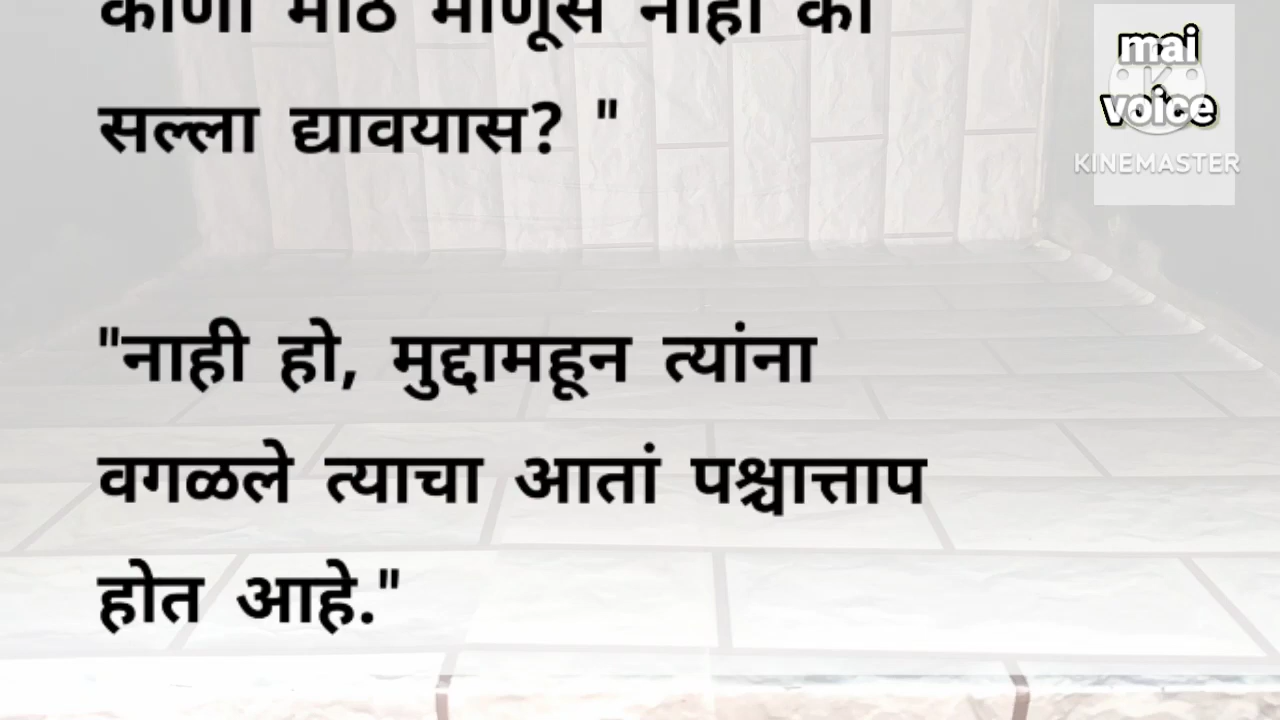 कोणी मोठे माणूस नाही का
सल्ला द्यावयास? "
"नाही हो, मुद्दामहून त्यांना
वगळले त्याचा आतां पश्चात्ताप
होत आहे."
mai
voice
KINEMASTER